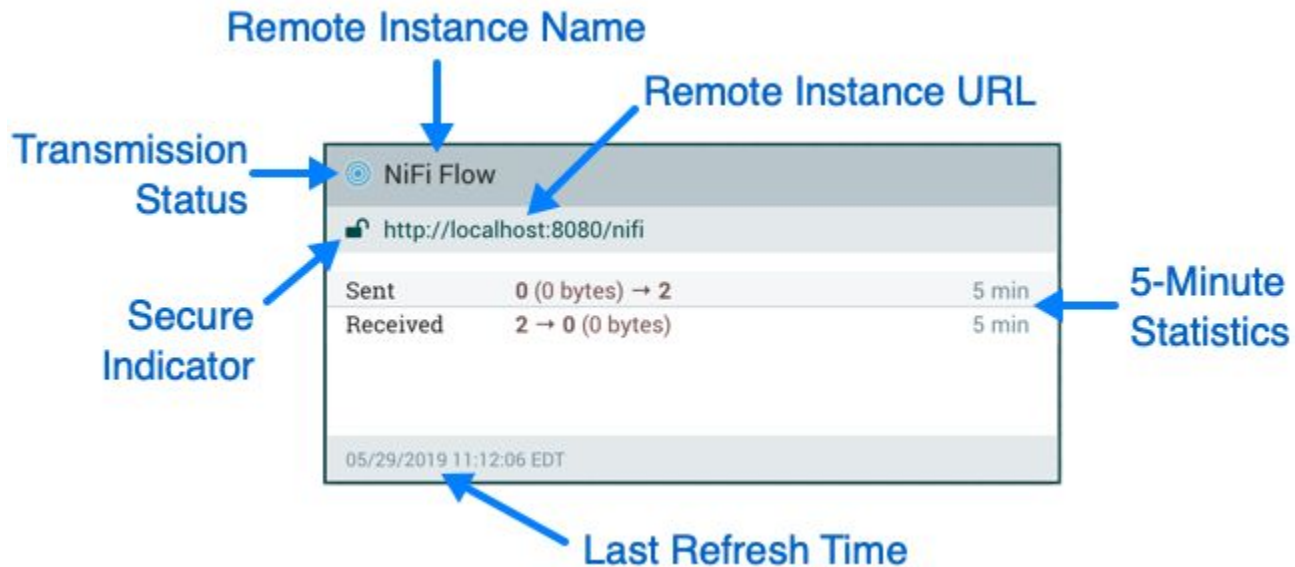 Remote Instance Name
Remote Instance URL
Transmission
Status
NiFi Flow
http://localhost:8080/nifi
Secure
Indicator
Sent 0 (0 bytes) → 2 5 min
Received 2 → 0 (0 bytes) 5 min
5-Minute
Statistics
05/29/2019 11:12:06 EDT
Last Refresh Time